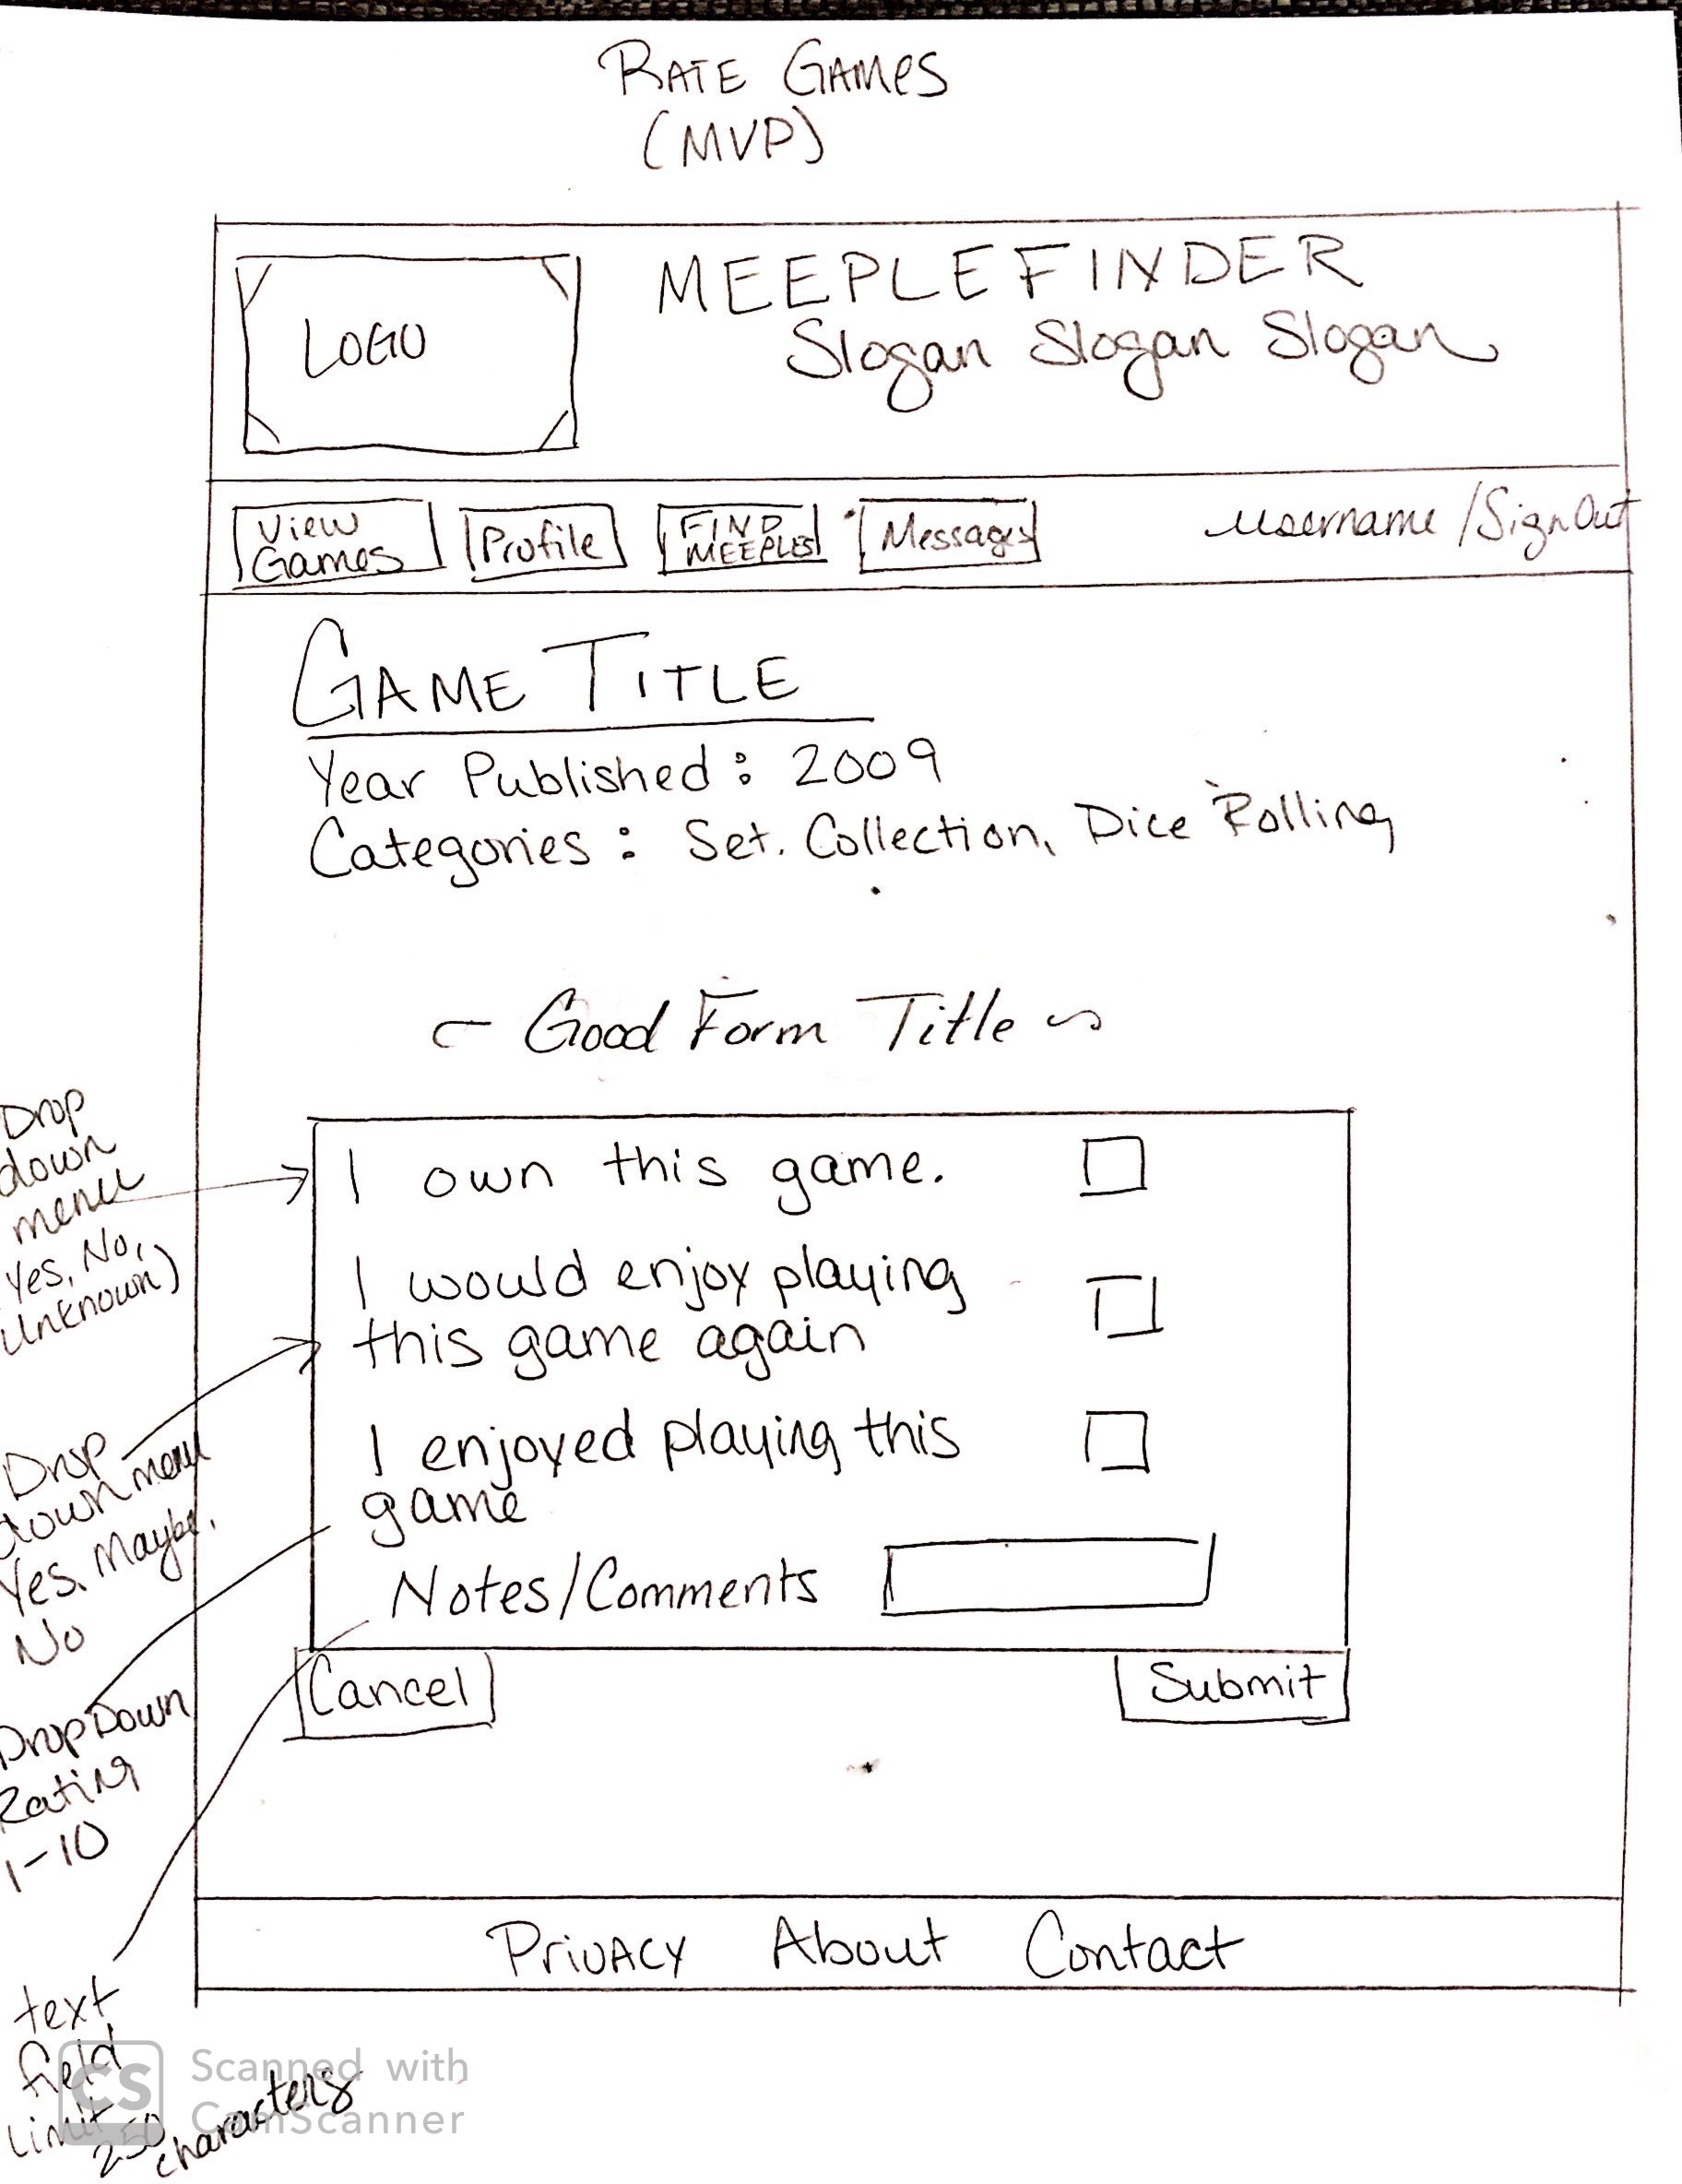 RATE GAMES
(MVP)
LOGO
MEEPLEFINDER
Slogan Slogan Slogan
View
Games
Profile
FIND
MEEPLES
Messages
username / Sign Out
GAME TITLE
Year Published : 2009
Categories : Set. Collection, Dice Rolling
Good Form Title
Drop
down
menu
Yes, No,
Unknown)
I own this game.
I would enjoy playing
this game again
I enjoyed playing this
game
Notes/Comments
Drop
down menu
Yes, Maybe,
No
Cancel
Submit
DropDown
Rating
1-10
Privacy About Contact
text
field
Limit
250
characters
CS
Scanned with
CamScanner